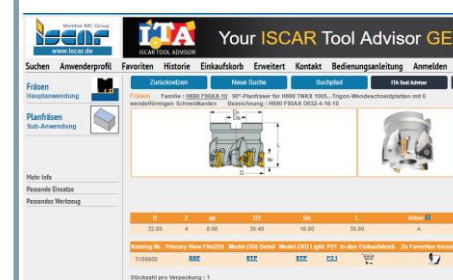 Member IMC Group
iscar
www.iscar.de
ITA
ISCAR TOOL ADVISOR
Your ISCAR Tool Advisor GE
Suchen Anwenderprofil Favoriten Historie Einkaufskorb Erweitert Kontakt Bedienungsanleitung Anmelden
Zurücksetzen Neue Suche Suchpfad ITA-Tool Advisor
Fräsen
Hauptanwendung
Planfräsen
Sub-Anwendung
Mehr Info
Passende Einsätze
Passendes Werkzeug
Fräsen Familie : H690 F90AX-10 90°-Planfräser für H690 TNKX 1005.. Trigon-Wendeschneidplatten mit 6
wendelförmigen Schneidkanten Bezeichnung : H690 F90AX D032-4-16-10
D Z ap D3 Da L Arbor
32.00 4 8.00 30.40 16.00 35.00 A
Katalog Nr. Primary View File(2D) Model (3D) Detail Model (3D) Light P21 In den Einkaufskorb Zu Favoriten hinzu
3106600 DXF STP STP P21
Stückzahl pro Verpackung : 1